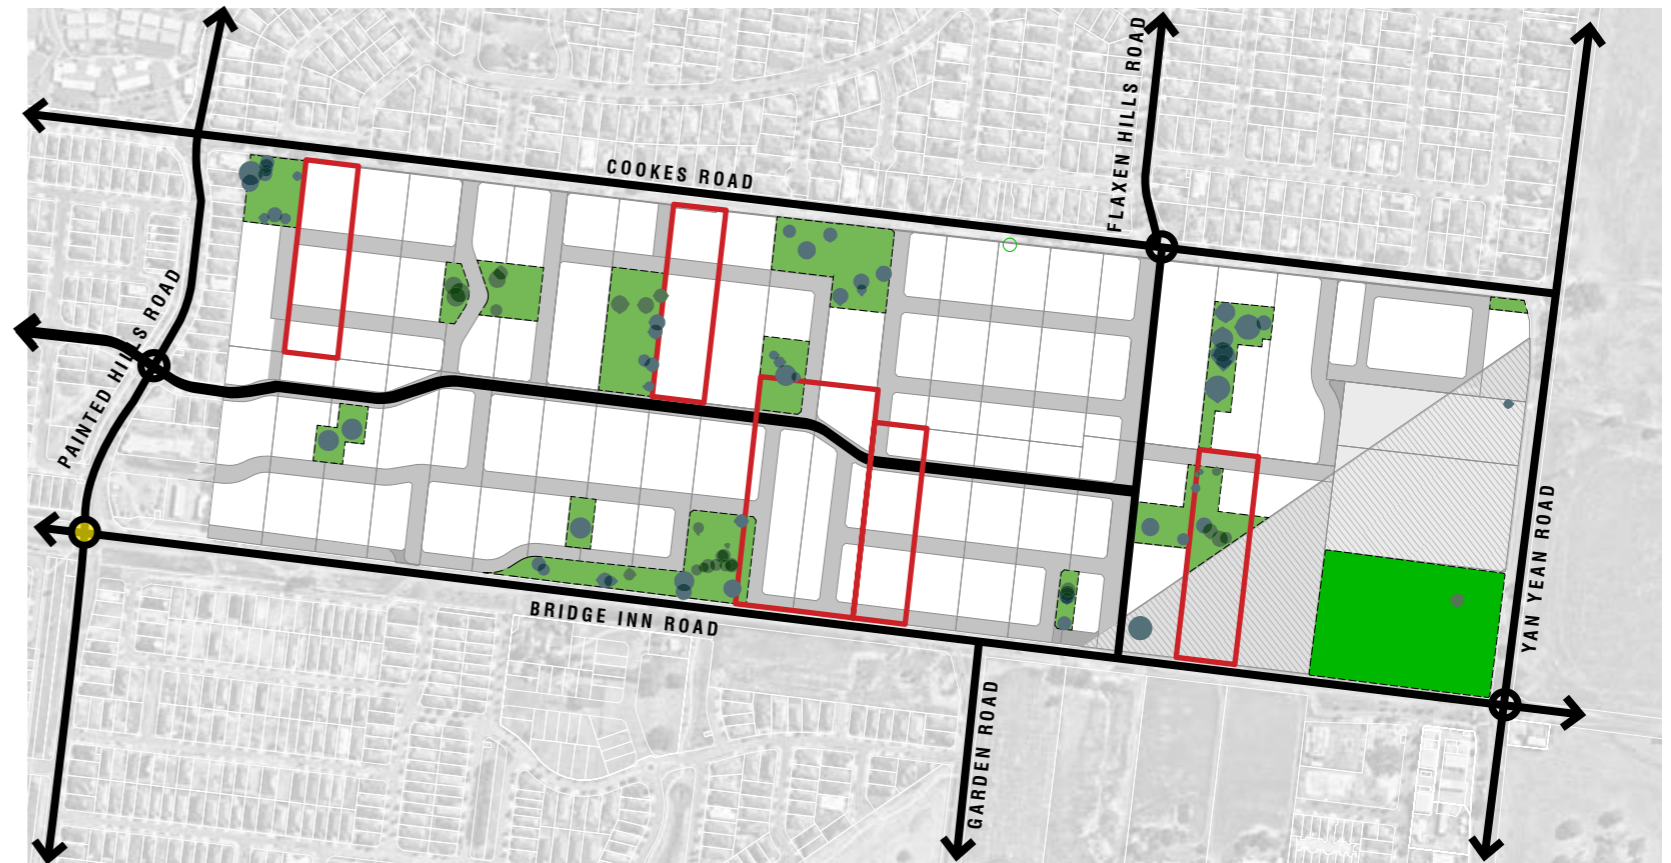 FLAXEN HILLS ROAD
COOKES ROAD
PAINTED HILLS ROAD
YAN YEAN ROAD
BRIDGE INN ROAD
GARDEN ROAD